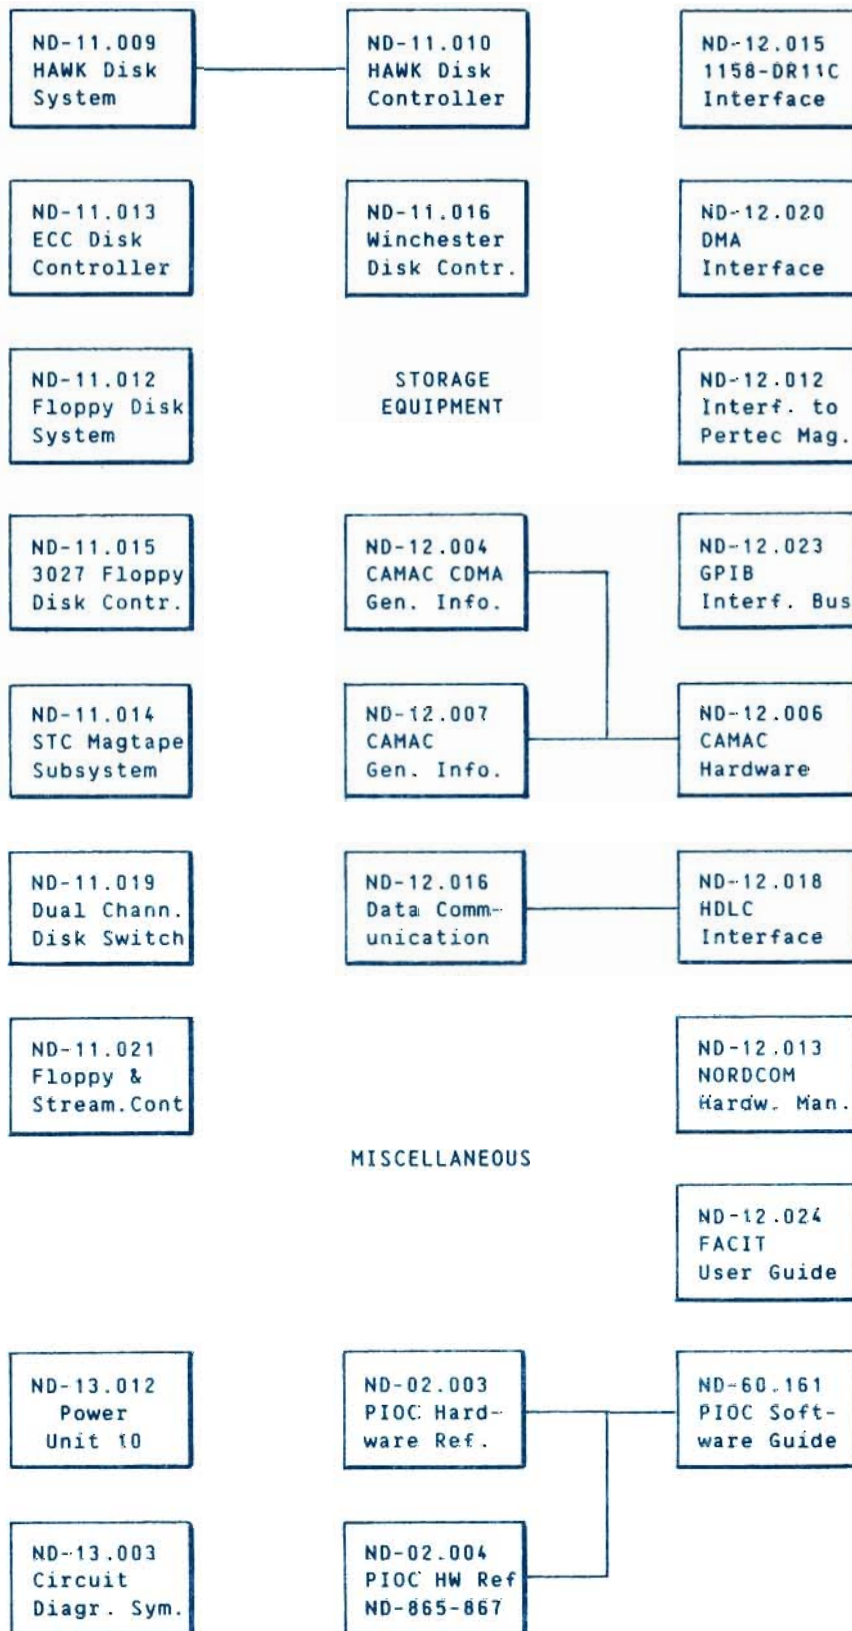 ND-11.009
HAWK Disk
System
ND-11.010
HAWK Disk
Controller
ND-12.015
1158-DR11C
Interface
ND-11.013
ECC Disk
Controller
ND-11.016
Winchester
Disk Contr.
ND-12.020
DMA
Interface
ND-11.012
Floppy Disk
System
STORAGE
EQUIPMENT
ND-12.012
Interf. to
Pertec Mag.
ND-11.015
3027 Floppy
Disk Contr.
ND-12.004
CAMAC CDMA
Gen. Info.
ND-12.023
GPIB
Interf. Bus
ND-11.014
STC Magtape
Subsystem
ND-12.007
CAMAC
Gen. Info.
ND-12.006
CAMAC
Hardware
ND-11.019
Dual Chann.
Disk Switch
ND-12.016
Data Comm-
unication
ND-12.018
HDLC
Interface
ND-11.021
Floppy &
Stream.Cont
ND-12.013
NORDCOM
Hardw. Man.
MISCELLANEOUS
ND-12.024
FACIT
User Guide
ND-13.012
Power
Unit 10
ND-02.003
PIOC Hard-
ware Ref.
ND-60.161
PIOC Soft-
ware Guide
ND-13.003
Circuit
Diagr. Sym.
ND-02.004
PIOC HW Ref
ND-865-867